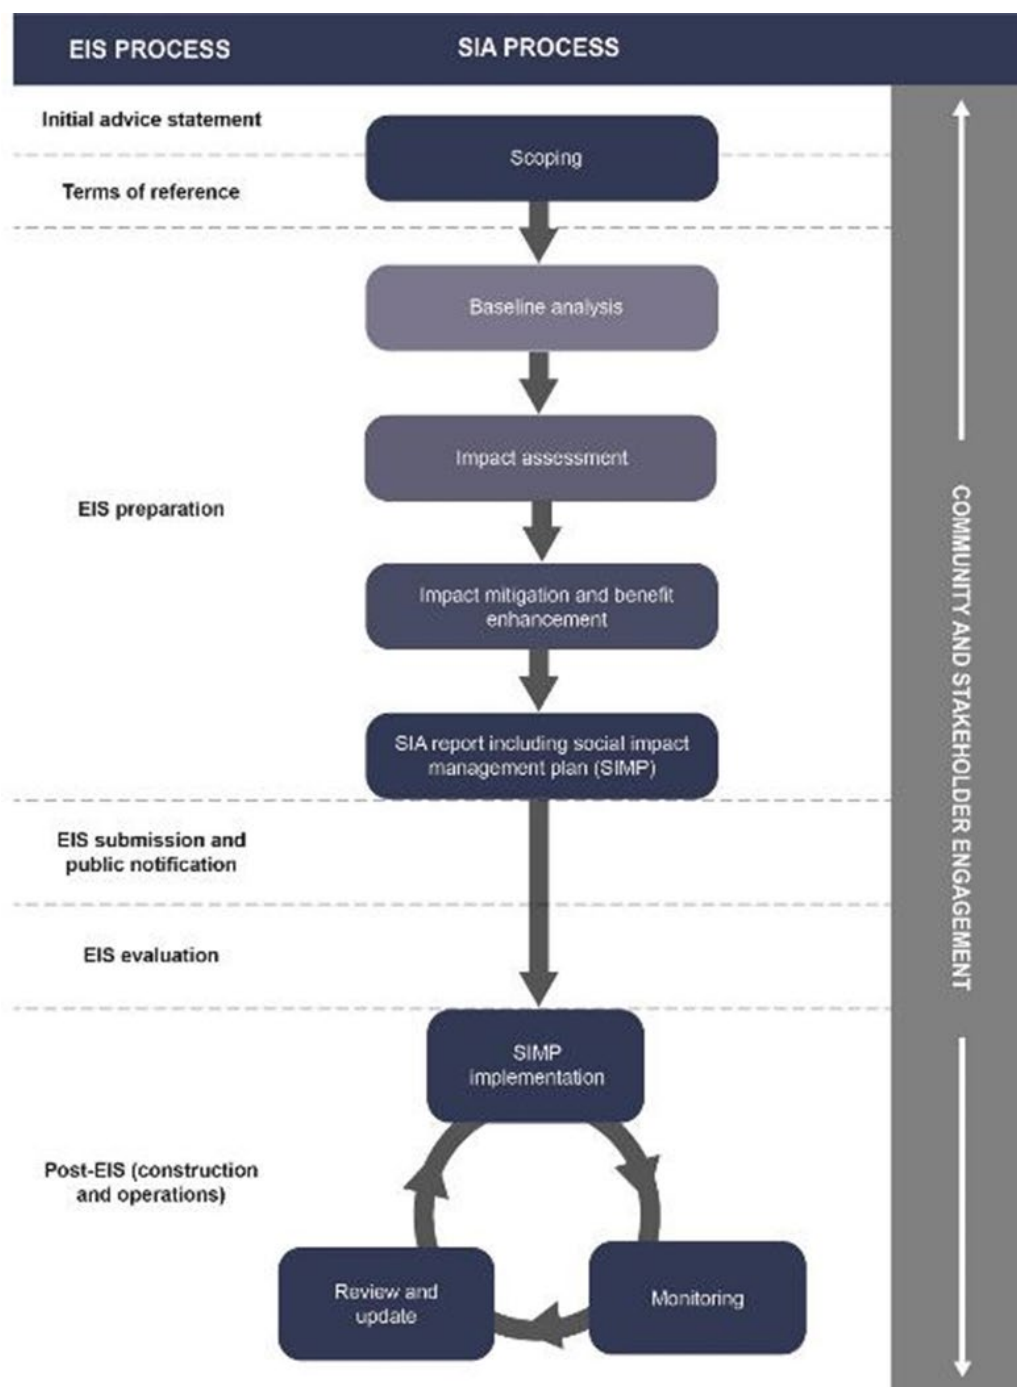 EIS PROCESS
SIA PROCESS
Initial advice statement
Scoping
Terms of reference
Baseline analysis
Impact assessment
EIS preparation
Impact mitigation and benefit
enhancement
SIA report including social impact
management plan (SIMP)
EIS submission and
public notification
EIS evaluation
SIMP
implementation
Post-EIS (construction
and operations)
Review and
update
Monitoring
COMMUNITY AND STAKEHOLDER ENGAGEMENT